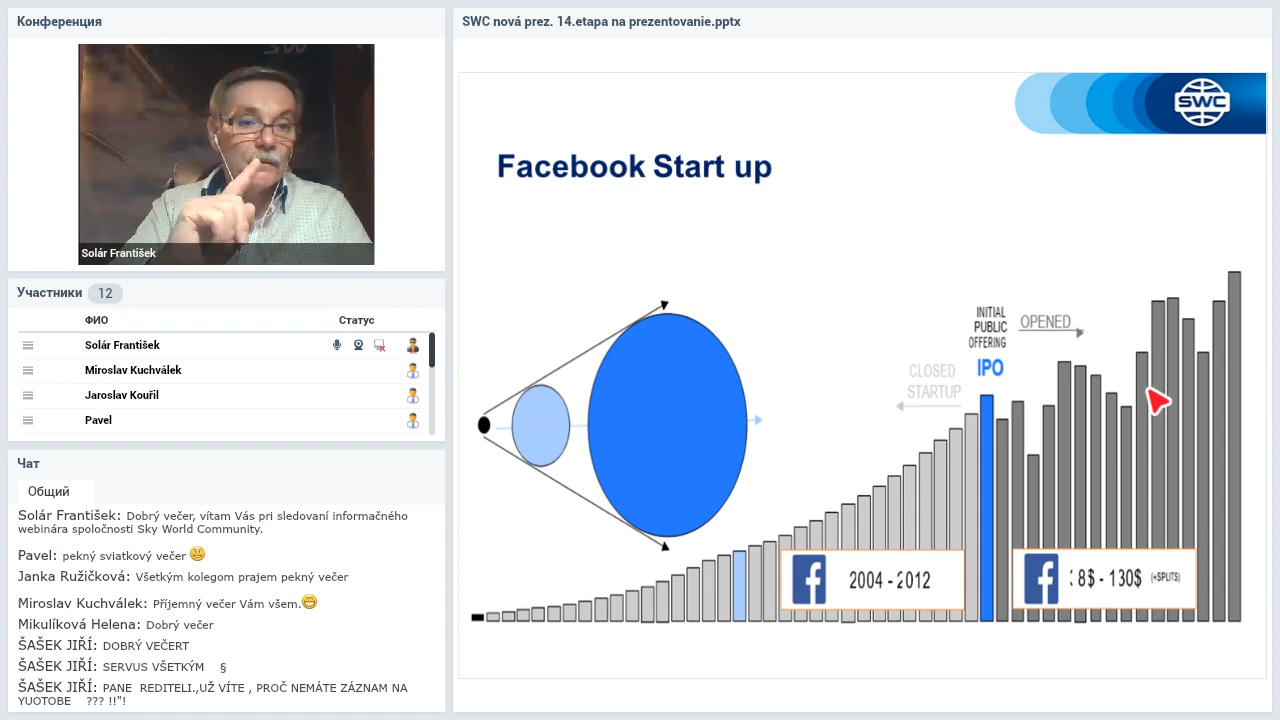 Конференция
Solár František
Участники 12
ФИО Статус
Solár František
Miroslav Kuchválek
Jaroslav Kouřil
Pavel
Чат
Общий
Solár František: Dobrý večer, vítam Vás pri sledovaní informačného
webinára spoločnosti Sky World Community.
Pavel: pekný sviatkový večer
Janka Ružičková: Všetkým kolegom prajem pekný večer
Miroslav Kuchválek: Příjemný večer Vám všem.
Mikulíková Helena: Dobrý večer
ŠAŠEK JIŘÍ: DOBRÝ VEČERT
ŠAŠEK JIŘÍ: SERVUS VŠETKÝM §
ŠAŠEK JIŘÍ: PANE REDITELI.,UŽ VÍTE , PROČ NEMÁTE ZÁZNAM NA
YUOTOBE ??? !!"!
SWC nová prez. 14.etapa na prezentovanie.pptx
SWC
Facebook Start up
INITIAL
PUBLIC
OFFERING
IPO
OPENED
CLOSED
STARTUP
2004 - 2012
8$ - 130$ (+SPLITS)